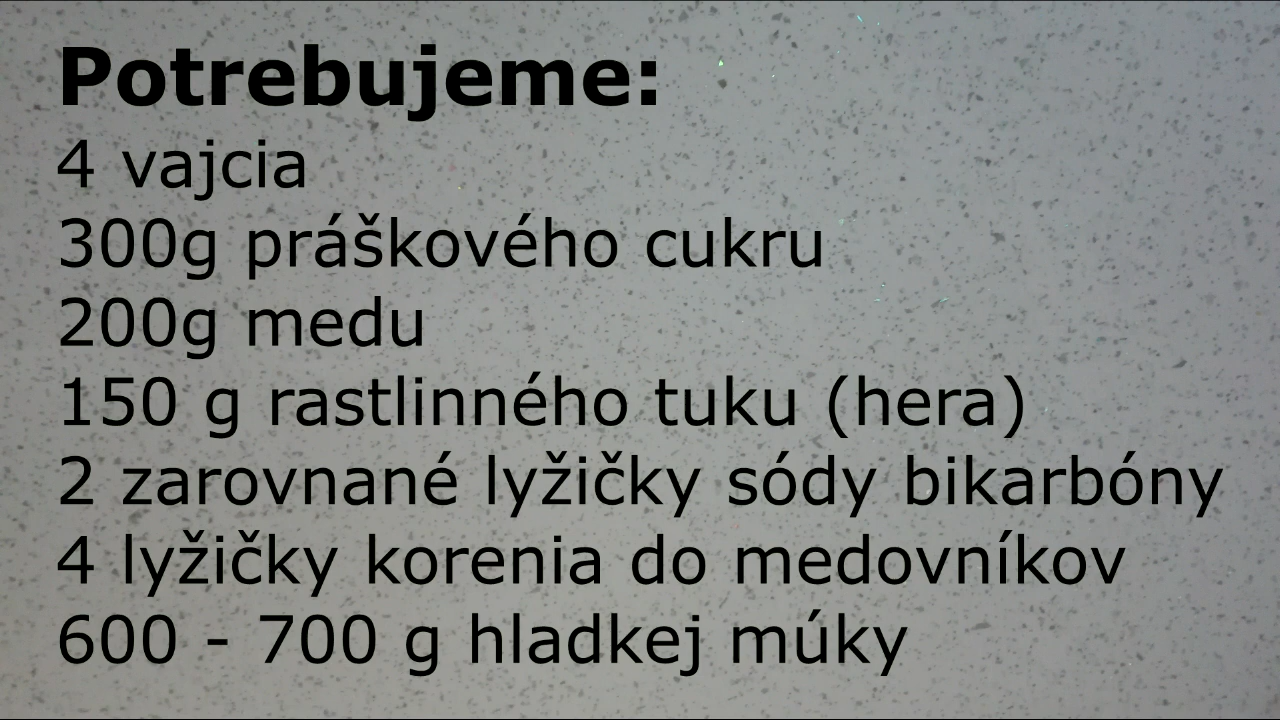 Potrebujeme:
4 vajcia
300g práškového cukru
200g medu
150 g rastlinného tuku (hera)
2 zarovnané lyžičky sódy bikarbóny
4 lyžičky korenia do medovníkov
600 - 700 g hladkej múky